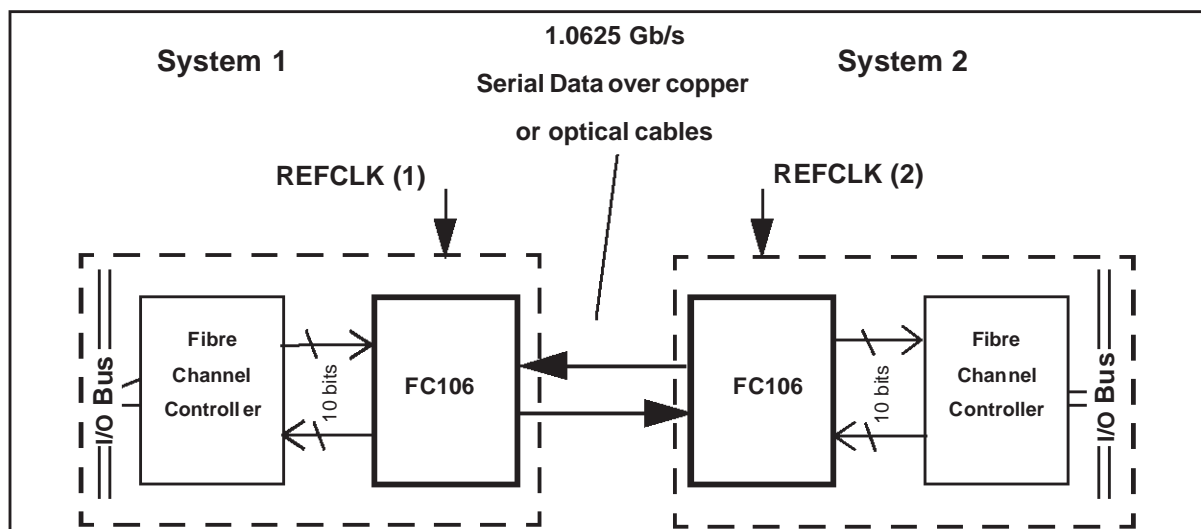 System 1
1.0625 Gb/s
Serial Data over copper
or optical cables
System 2
REFCLK (1)
REFCLK (2)
I/O Bus
Fibre
Channel
Controller
10 bits
FC106
FC106
10 bits
Fibre
Channel
Controller
I/O Bus